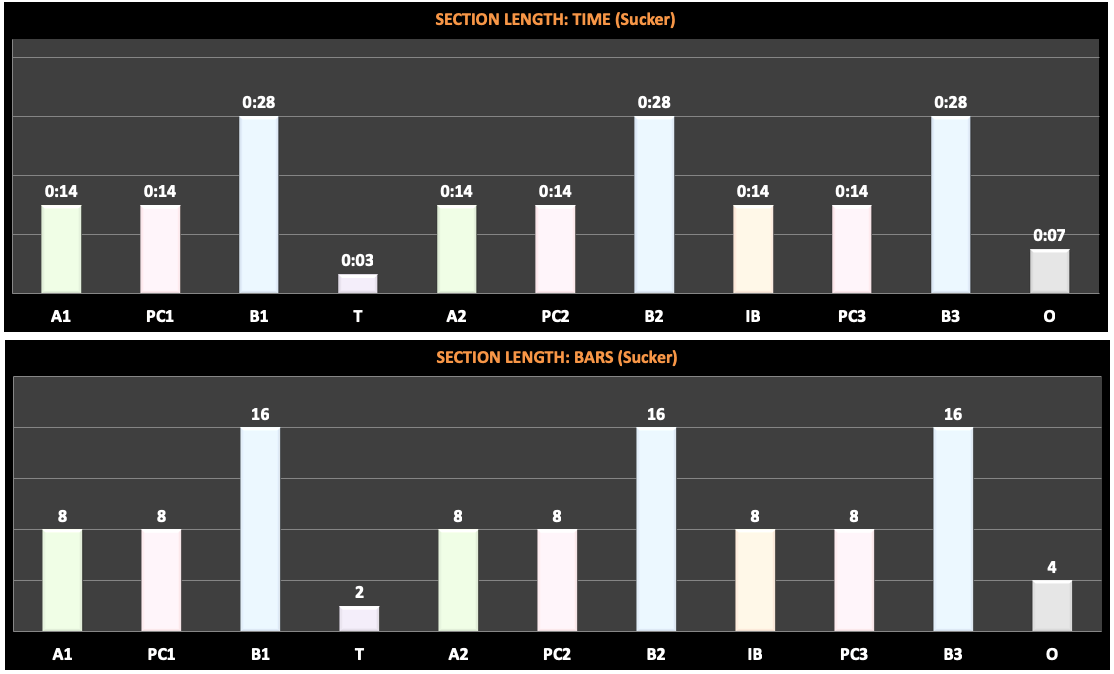 SECTION LENGTH: TIME (Sucker)
0:14 0:14 0:28 0:03 0:14 0:14 0:28 0:14 0:14 0:28 0:07
A1 PC1 B1 T A2 PC2 B2 IB PC3 B3 O
SECTION LENGTH: BARS (Sucker)
8 8 16 2 8 8 16 8 8 16 4
A1 PC1 B1 T A2 PC2 B2 IB PC3 B3 O